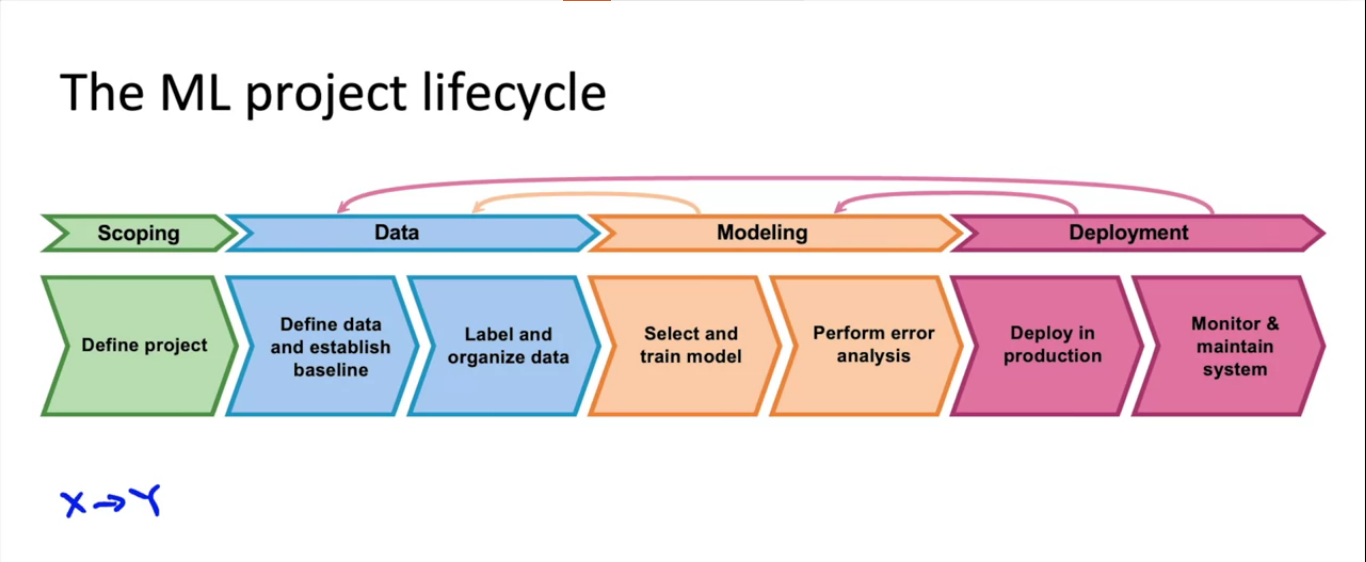 The ML project lifecycle
Scoping
Data
Modeling
Deployment
Define project
Define data
and establish
baseline
Label and
organize data
Select and
train model
Perform error
analysis
Deploy in
production
Monitor &
maintain
system
X→Y